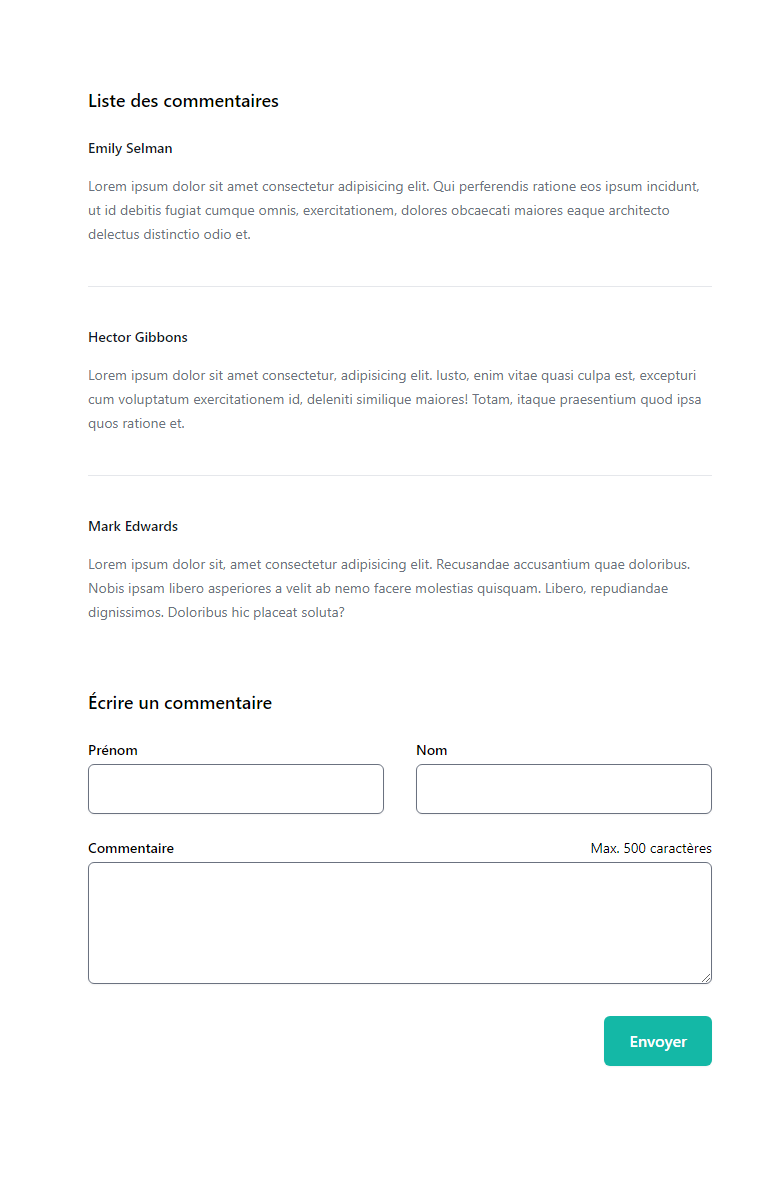 Liste des commentaires
Emily Selman
Lorem ipsum dolor sit amet consectetur adipisicing elit. Qui perferendis ratione eos ipsum incidunt,
ut id debitis fugiat cumque omnis, exercitationem, dolores obcaecati maiores eaque architecto
delectus distinctio odio et.
Hector Gibbons
Lorem ipsum dolor sit amet consectetur, adipisicing elit. Iusto, enim vitae quasi culpa est, excepturi
cum voluptatum exercitationem id, deleniti similique maiores! Totam, itaque praesentium quod ipsa
quos ratione et.
Mark Edwards
Lorem ipsum dolor sit, amet consectetur adipisicing elit. Recusandae accusantium quae doloribus.
Nobis ipsam libero asperiores a velit ab nemo facere molestias quisquam. Libero, repudiandae
dignissimos. Doloribus hic placeat soluta?
Écrire un commentaire
Prénom Nom
Commentaire Max. 500 caractères
Envoyer